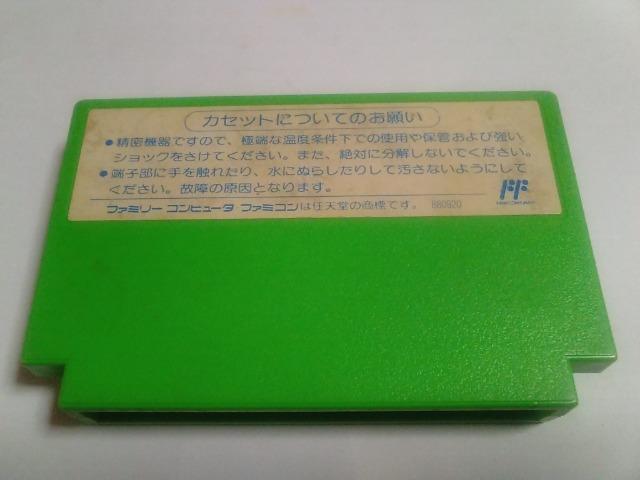 カセットについてのお願い
●精密機器ですので、極端な温度条件下での使用や保管および強い
ショックをさけてください。また、絶対に分解しないでください。
●端子部に手を触れたり、水にぬらしたりして汚さないようにして
ください。故障の原因となります。
ファミリーコンピュータ ファミコンは任天堂の商標です。 880920